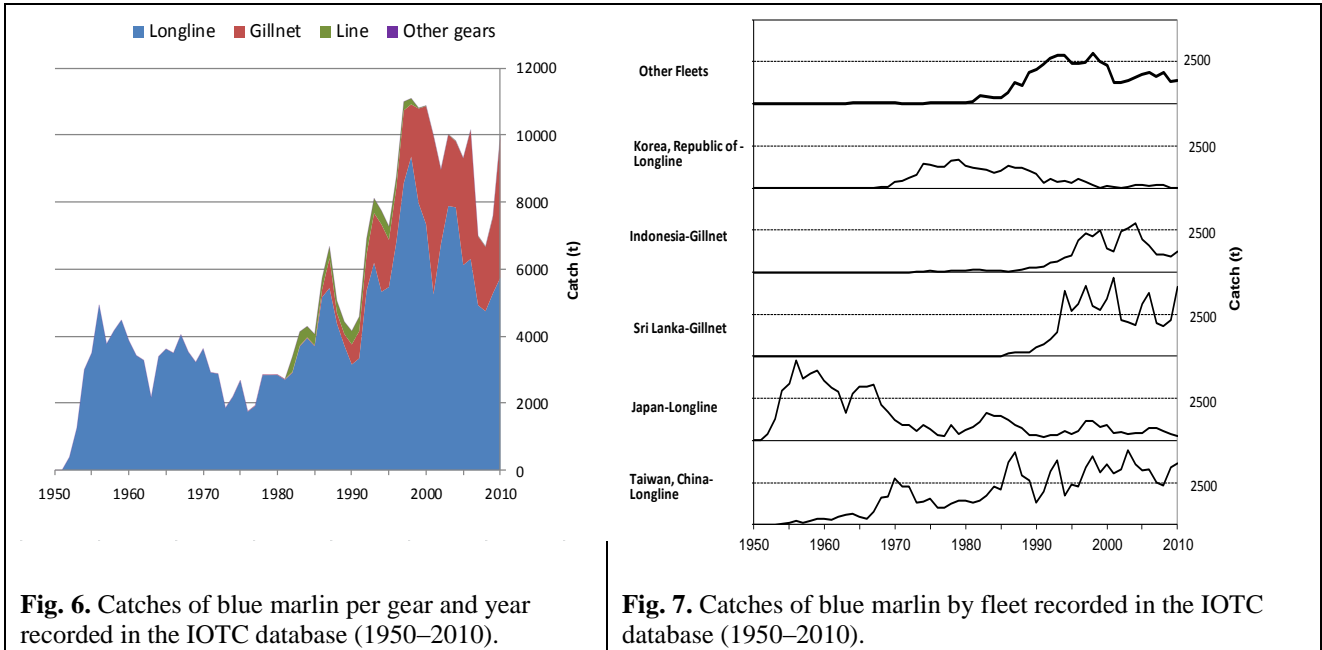 Longline Gillnet Line Other gears
12000
10000
8000
6000
4000
2000
0
Catch (t)
1950 1960 1970 1980 1990 2000 2010
Fig. 6. Catches of blue marlin per gear and year
recorded in the IOTC database (1950–2010).
Other Fleets
2500
Korea, Republic of -
Longline
2500
Indonesia-Gillnet
2500
Sri Lanka-Gillnet
2500
Japan-Longline
2500
Taiwan, China-
Longline
2500
Catch (t)
1950 1960 1970 1980 1990 2000 2010
Fig. 7. Catches of blue marlin by fleet recorded in the IOTC
database (1950–2010).